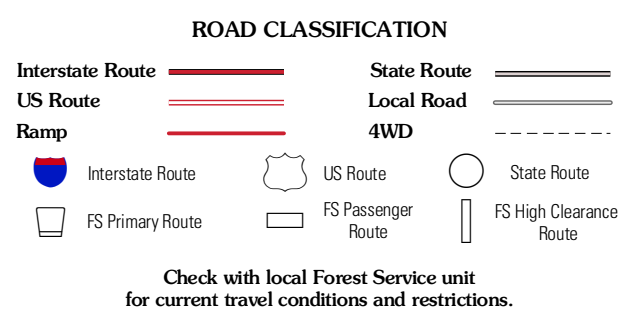 ROAD CLASSIFICATION
Interstate Route
State Route
US Route
Local Road
Ramp
4WD
Interstate Route
US Route
State Route
FS Primary Route
FS Passenger
Route
FS High Clearance
Route
Check with local Forest Service unit
for current travel conditions and restrictions.